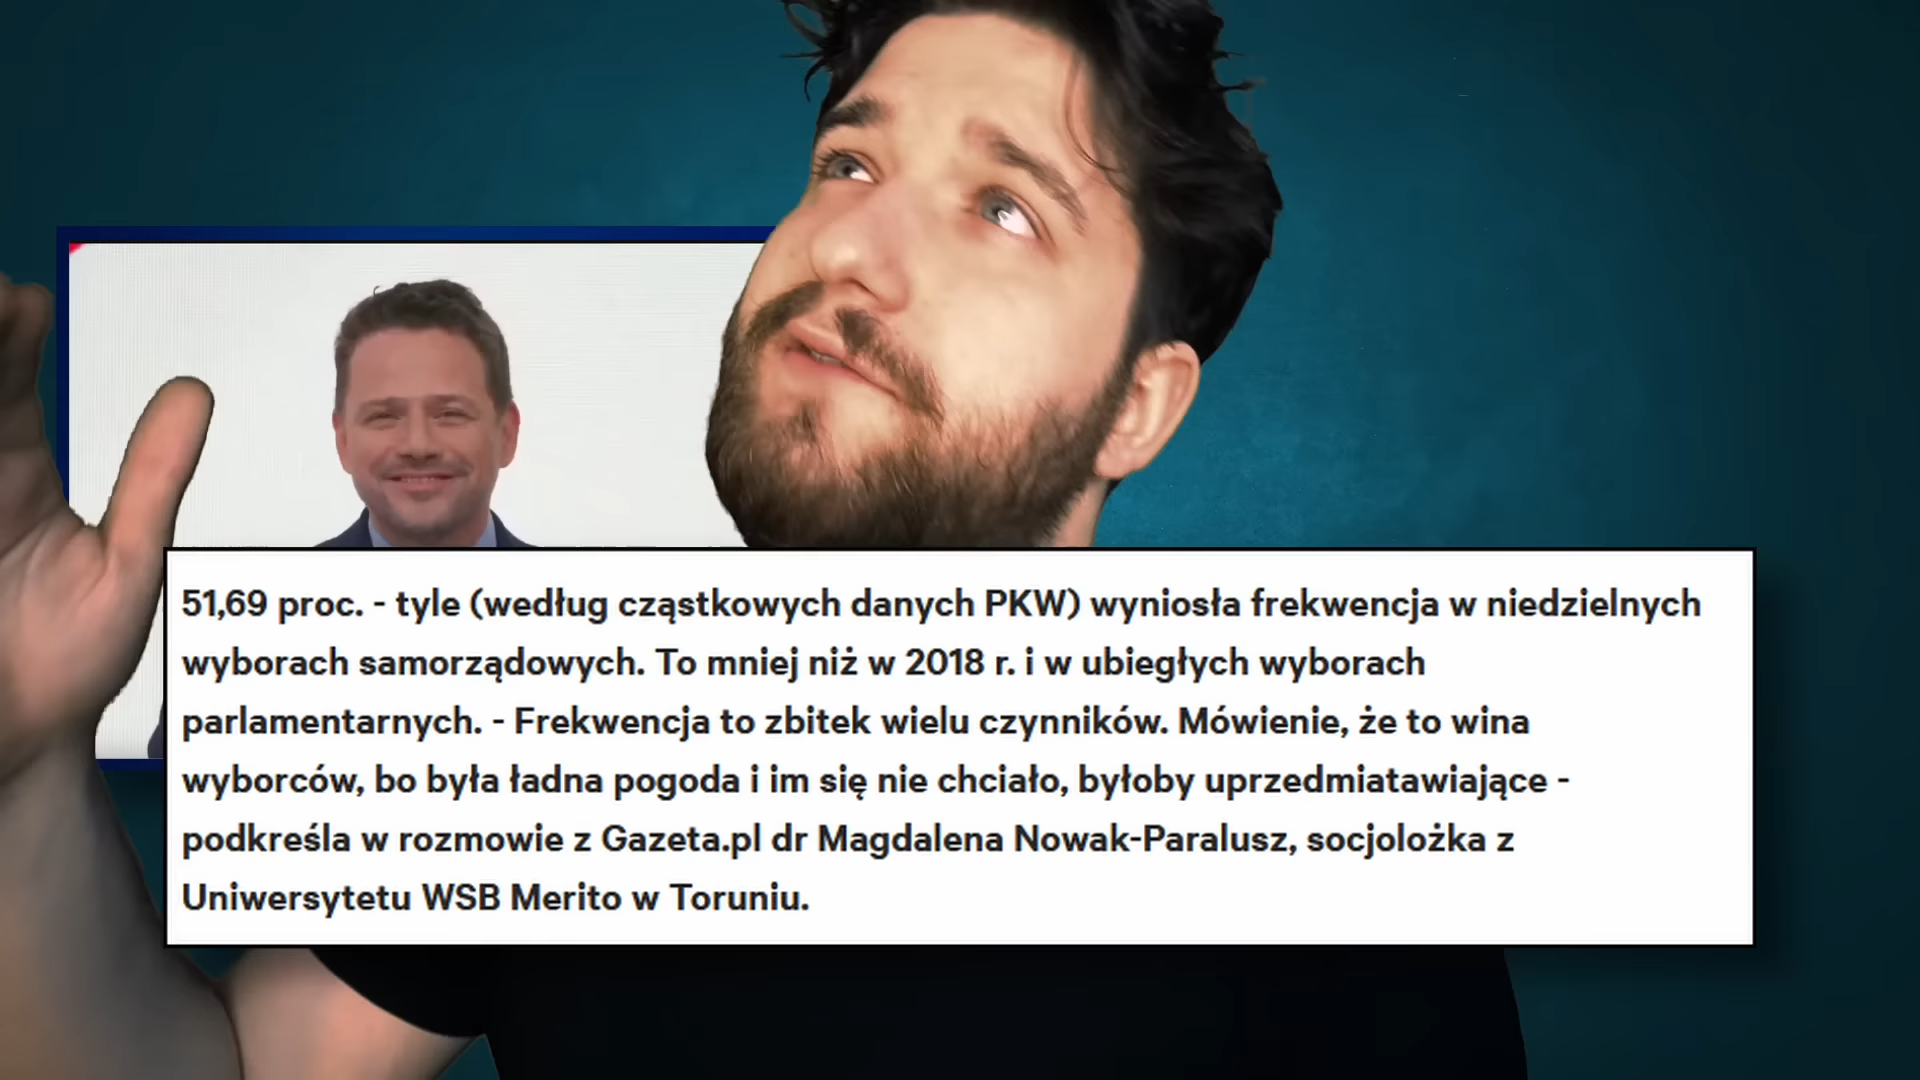 51,69 proc. - tyle (według cząstkowych danych PKW) wyniosła frekwencja w niedzielnych
wyborach samorządowych. To mniej niż w 2018 r. i w ubiegłych wyborach
parlamentarnych. - Frekwencja to zbitek wielu czynników. Mówienie, że to wina
wyborców, bo była ładna pogoda i im się nie chciało, byłoby uprzedmiatawiające -
podkreśla w rozmowie z Gazeta.pl dr Magdalena Nowak-Paralusz, socjolożka z
Uniwersytetu WSB Merito w Toruniu.